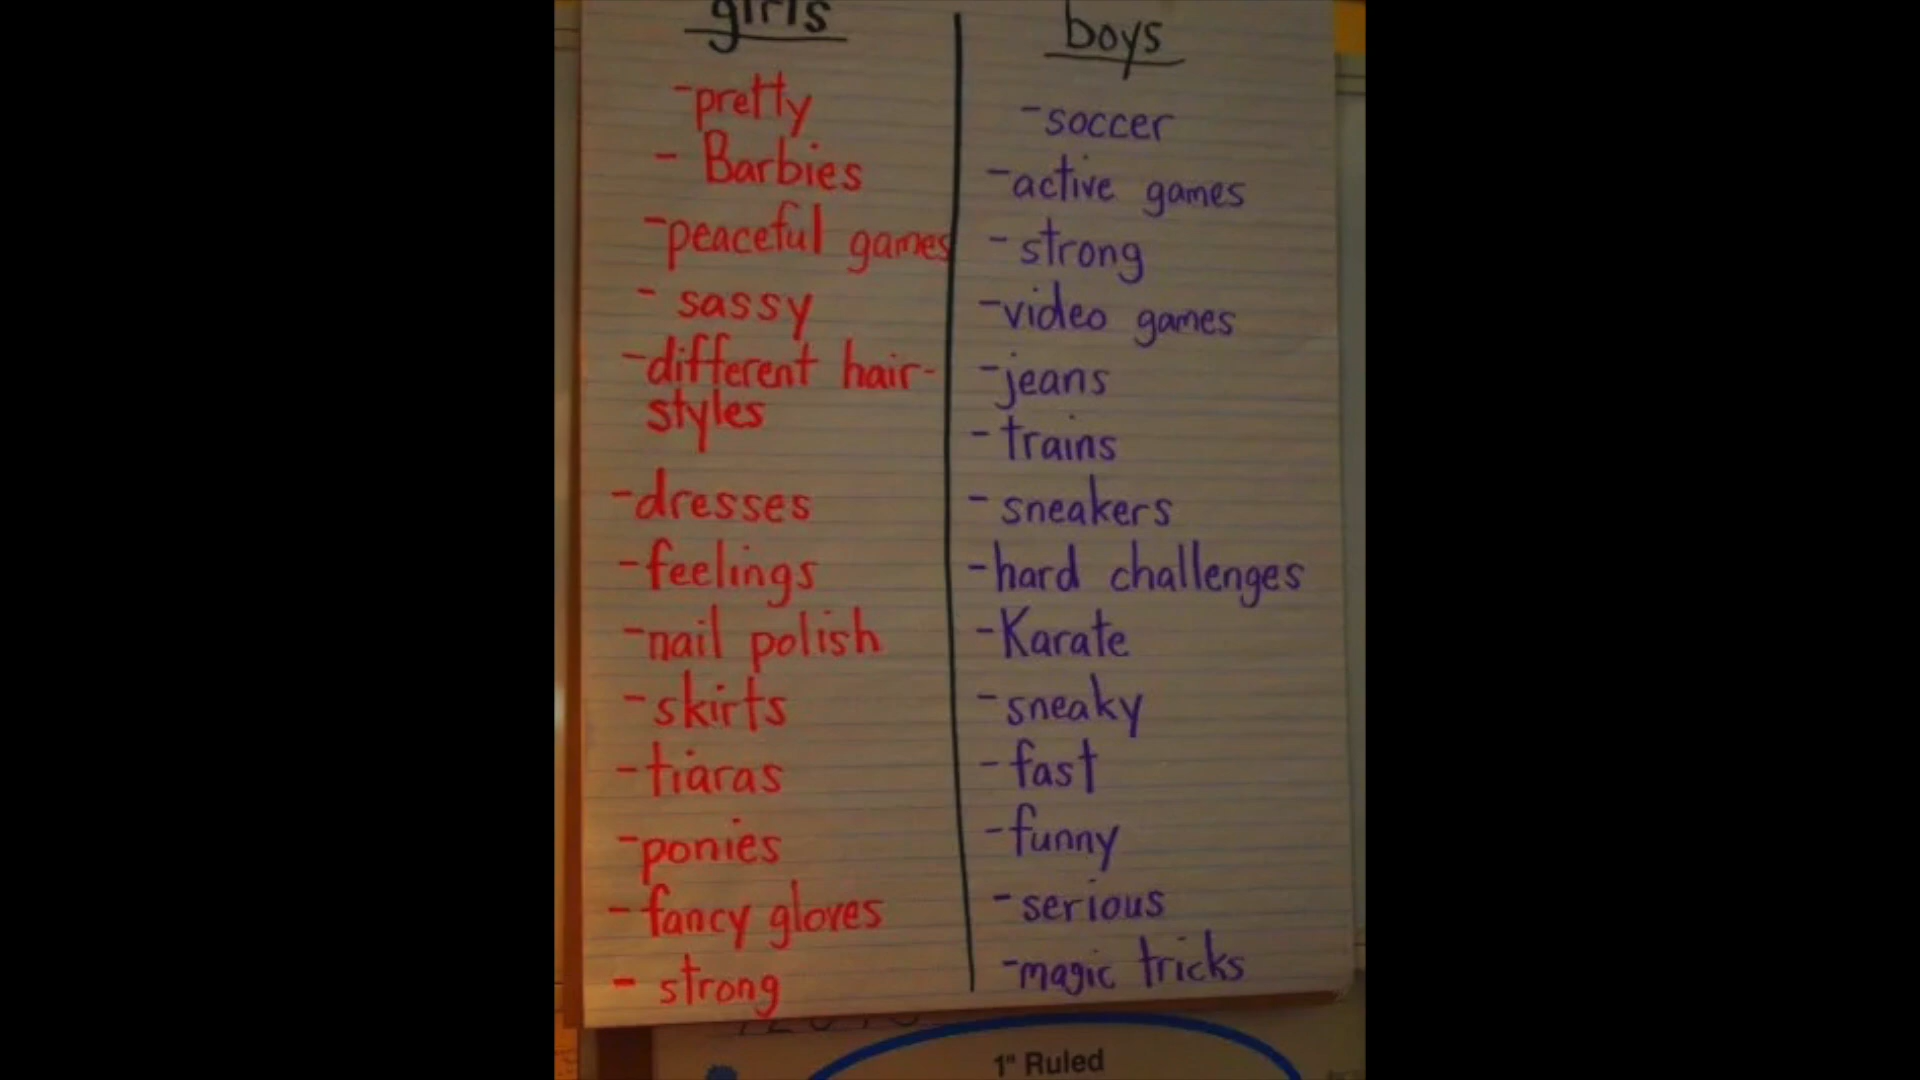 girls
-pretty
- Barbies
-peaceful games
- sassy
-different hair-
styles
-dresses
-feelings
-nail polish
-skirts
-tiaras
-ponies
-fancy gloves
- strong
boys
-soccer
-active games
- strong
-video games
-jeans
-trains
- sneakers
-hard challenges
-Karate
-sneaky
-fast
-funny
-serious
-magic tricks
1" Ruled